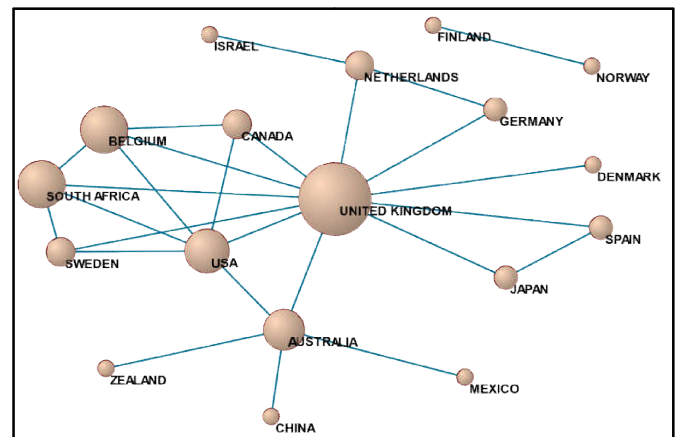 FINLAND
ISRAEL
NETHERLANDS
NORWAY
GERMANY
CANADA
BELGIUM
DENMARK
SOUTH AFRICA
UNITED KINGDOM
SPAIN
SWEDEN
USA
JAPAN
AUSTRALIA
ZEALAND
MEXICO
CHINA